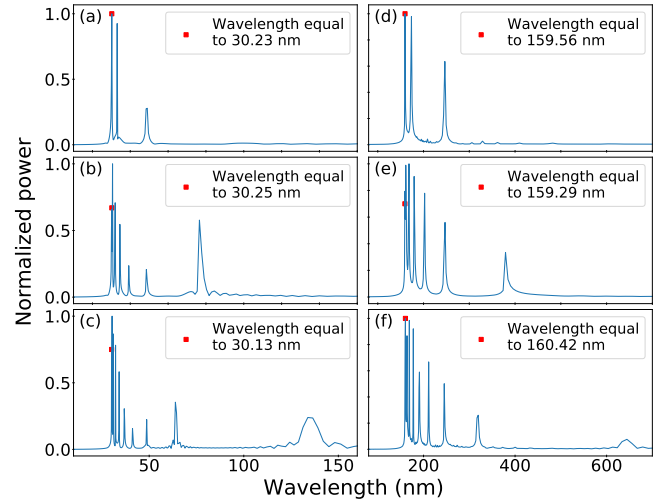 (a)
Wavelength equal
to 30.23 nm
(d)
Wavelength equal
to 159.56 nm
1.0
0.5
0.0
(b)
Wavelength equal
to 30.25 nm
(e)
Wavelength equal
to 159.29 nm
1.0
0.5
0.0
(c)
Wavelength equal
to 30.13 nm
(f)
Wavelength equal
to 160.42 nm
1.0
0.5
0.0
50 100 150
200 400 600
Normalized power
Wavelength (nm)